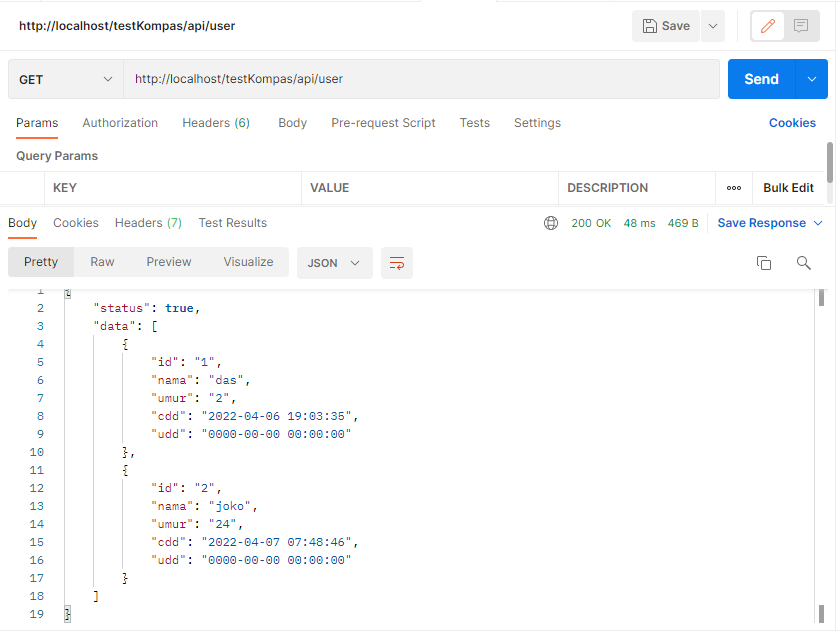 http://localhost/testKompas/api/user
Save
GET
http://localhost/testKompas/api/user
Send
Params Authorization Headers (6) Body Pre-request Script Tests Settings Cookies
Query Params
KEY VALUE DESCRIPTION ooo Bulk Edit
Body Cookies Headers (7) Test Results 200 OK 48 ms 469 B Save Response
Pretty Raw Preview Visualize JSON
1 {
2 "status": true,
3 "data": [
4 {
5 "id": "1",
6 "nama": "das",
7 "umur": "2",
8 "cdd": "2022-04-06 19:03:35",
9 "udd": "0000-00-00 00:00:00"
10 },
11 {
12 "id": "2",
13 "nama": "joko",
14 "umur": "24",
15 "cdd": "2022-04-07 07:48:46",
16 "udd": "0000-00-00 00:00:00"
17 }
18 ]
19 }